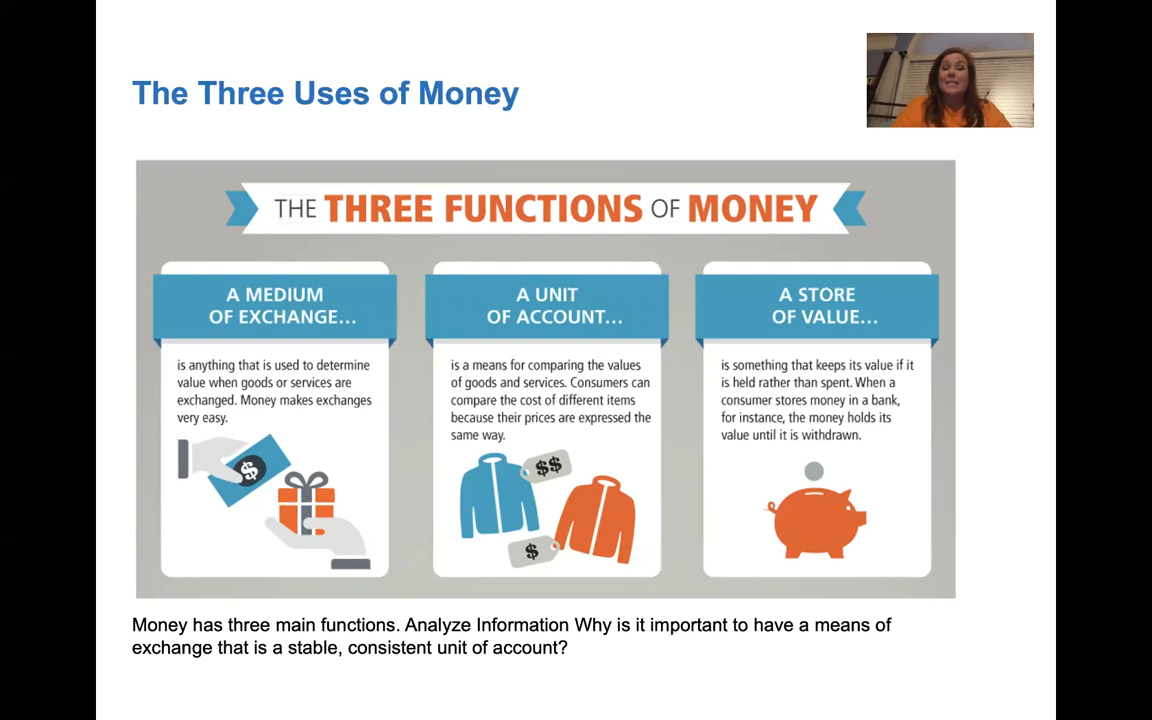 The Three Uses of Money
THE THREE FUNCTIONS OF MONEY
A MEDIUM
OF EXCHANGE...
is anything that is used to determine
value when goods or services are
exchanged. Money makes exchanges
very easy.
$
A UNIT
OF ACCOUNT...
is a means for comparing the values
of goods and services. Consumers can
compare the cost of different items
because their prices are expressed the
same way.
$$
$
A STORE
OF VALUE...
is something that keeps its value if it
is held rather than spent. When a
consumer stores money in a bank,
for instance, the money holds its
value until it is withdrawn.
Money has three main functions. Analyze Information Why is it important to have a means of
exchange that is a stable, consistent unit of account?